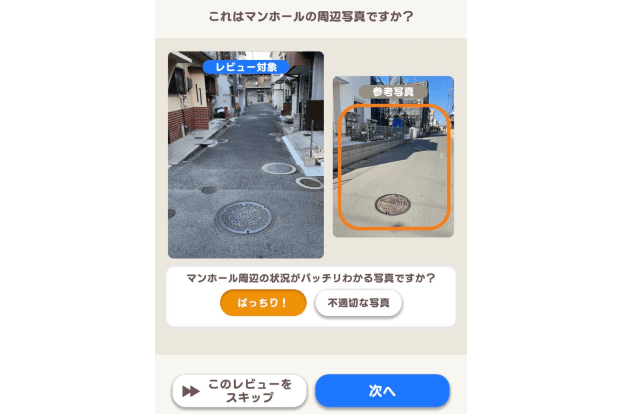 これはマンホールの周辺写真ですか?
レビュー対象
参考写真
マンホール周辺の状況がバッチリわかる写真ですか?
ばっちり!
不適切な写真
このレビューを
スキップ
次へ